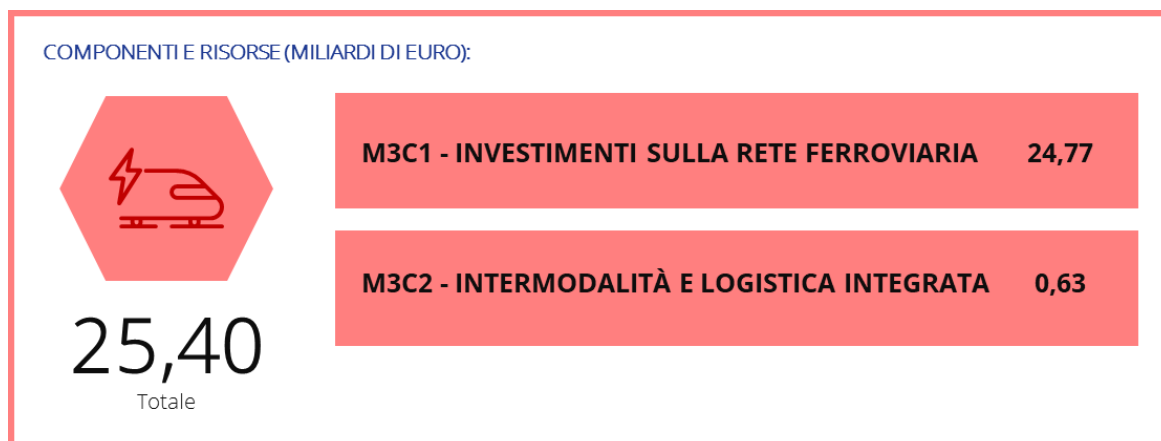 COMPONENTI E RISORSE (MILIARDI DI EURO):
M3C1 - INVESTIMENTI SULLA RETE FERROVIARIA 24,77
M3C2 - INTERMODALITÀ E LOGISTICA INTEGRATA 0,63
25,40
Totale